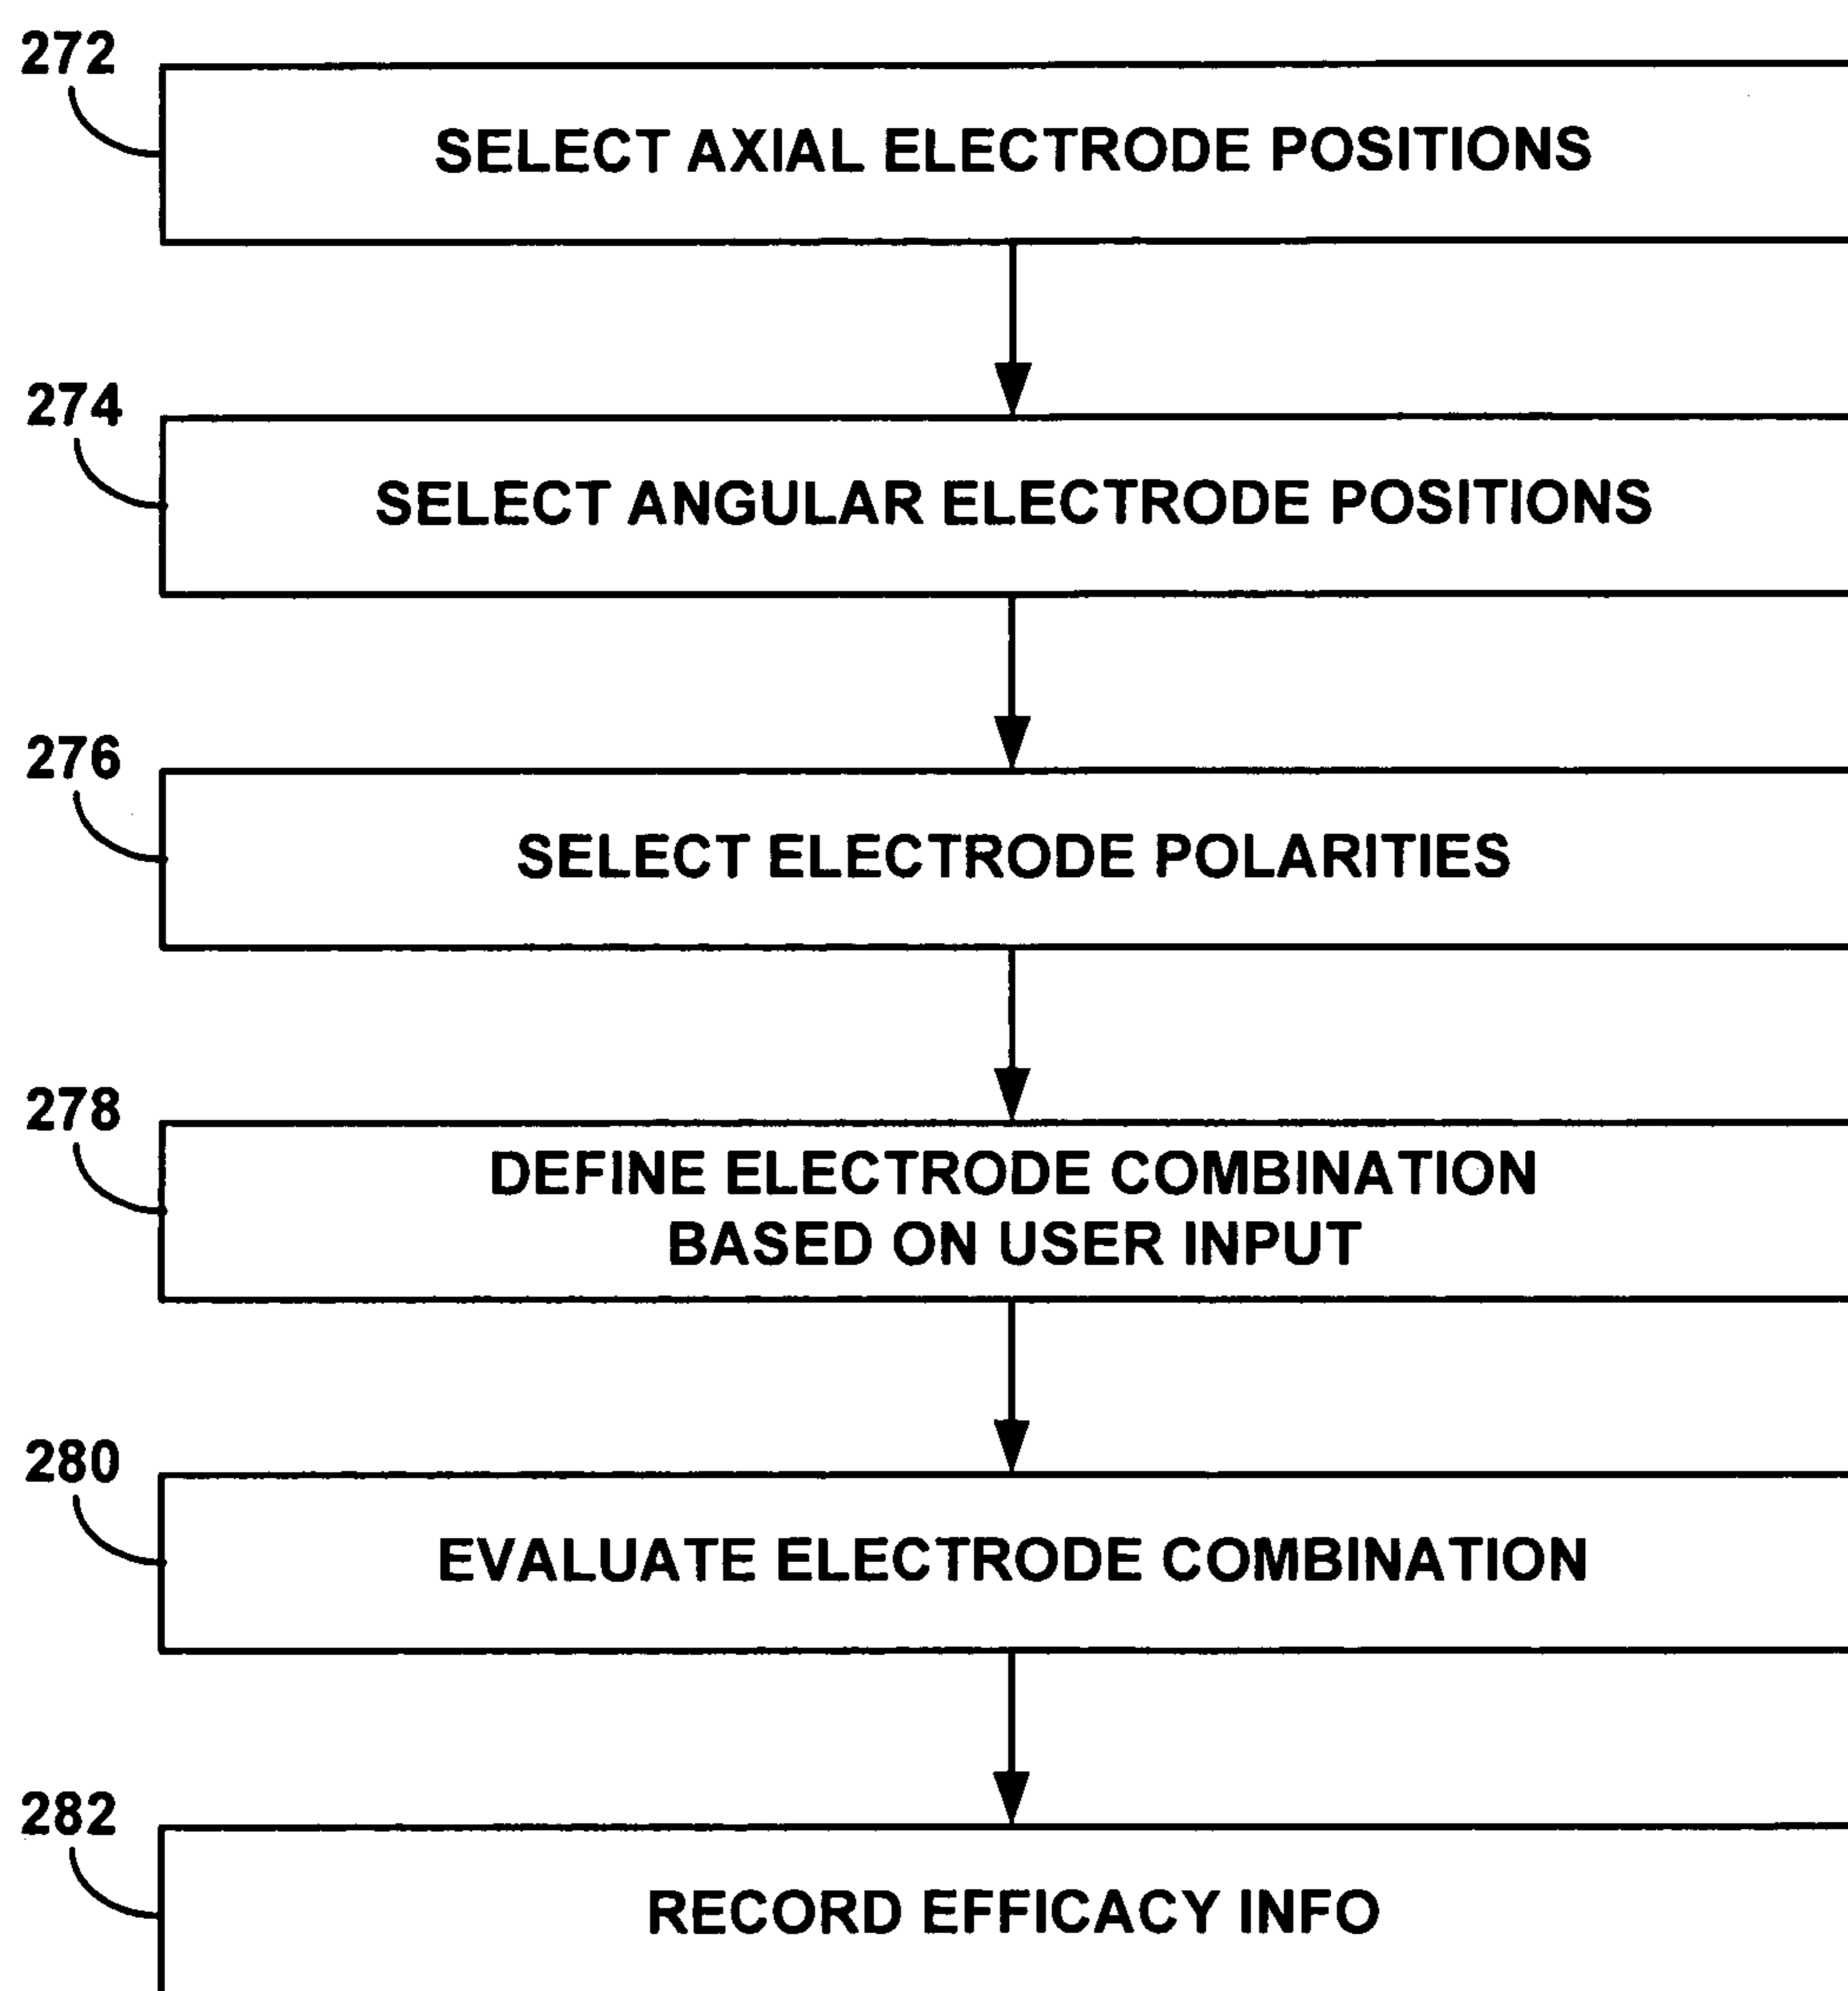 272
SELECT AXIAL ELECTRODE POSITIONS
274
SELECT ANGULAR ELECTRODE POSITIONS
276
SELECT ELECTRODE POLARITIES
278
DEFINE ELECTRODE COMBINATION
BASED ON USER INPUT
280
EVALUATE ELECTRODE COMBINATION
282
RECORD EFFICACY INFO